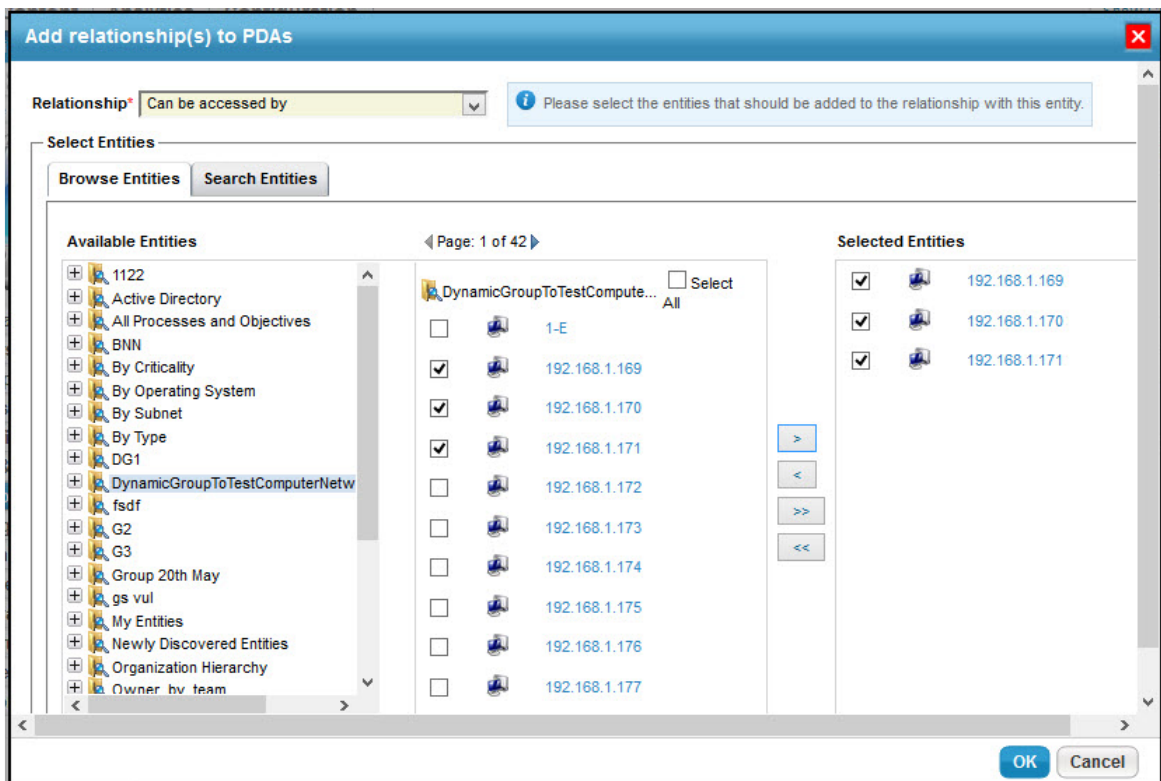 Add relationship(s) to PDAs
Relationship* Can be accessed by
Please select the entities that should be added to the relationship with this entity.
Select Entities
Browse Entities Search Entities
Available Entities
1122
Active Directory
All Processes and Objectives
BNN
By Criticality
By Operating System
By Subnet
By Type
DG1
DynamicGroupToTestComputerNetw
fsdf
G2
G3
Group 20th May
gs vul
My Entities
Newly Discovered Entities
Organization Hierarchy
Owner_by_team
Page: 1 of 42
DynamicGroupToTestCompute... Select
All
1-E
192.168.1.169
192.168.1.170
192.168.1.171
192.168.1.172
192.168.1.173
192.168.1.174
192.168.1.175
192.168.1.176
192.168.1.177
>
<
>>
<<
Selected Entities
192.168.1.169
192.168.1.170
192.168.1.171
OK Cancel